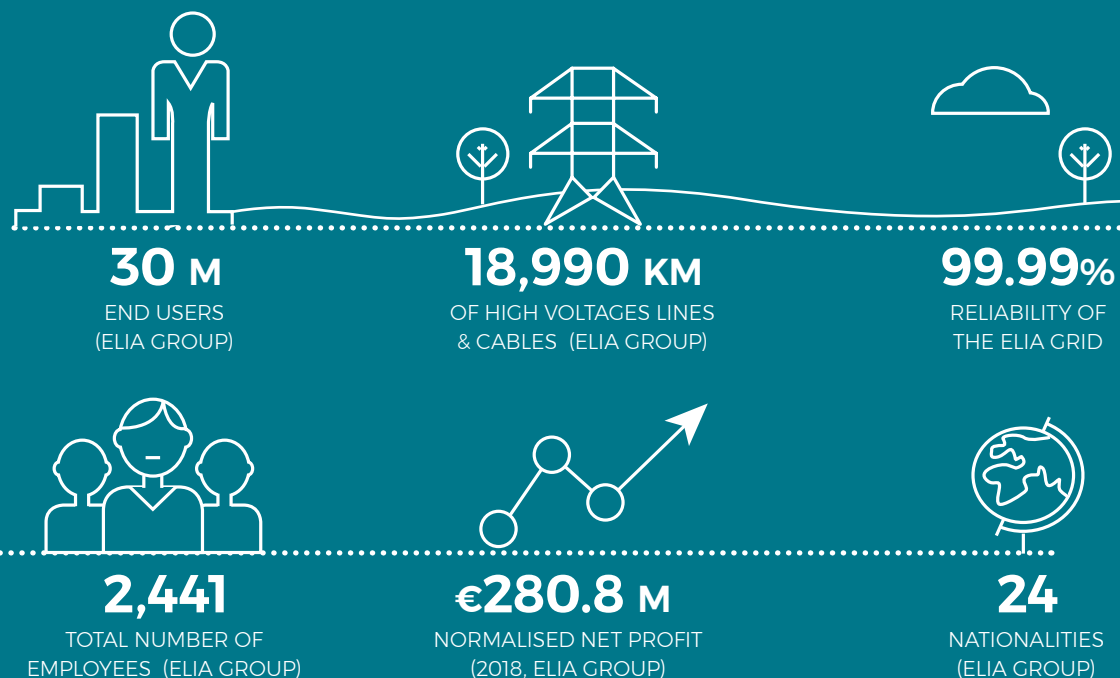 30 M
END USERS
(ELIA GROUP)
18,990 KM
OF HIGH VOLTAGES LINES
& CABLES (ELIA GROUP)
99.99%
RELIABILITY OF
THE ELIA GRID
2,441
TOTAL NUMBER OF
EMPLOYEES (ELIA GROUP)
€280.8 M
NORMALISED NET PROFIT
(2018, ELIA GROUP)
24
NATIONALITIES
(ELIA GROUP)